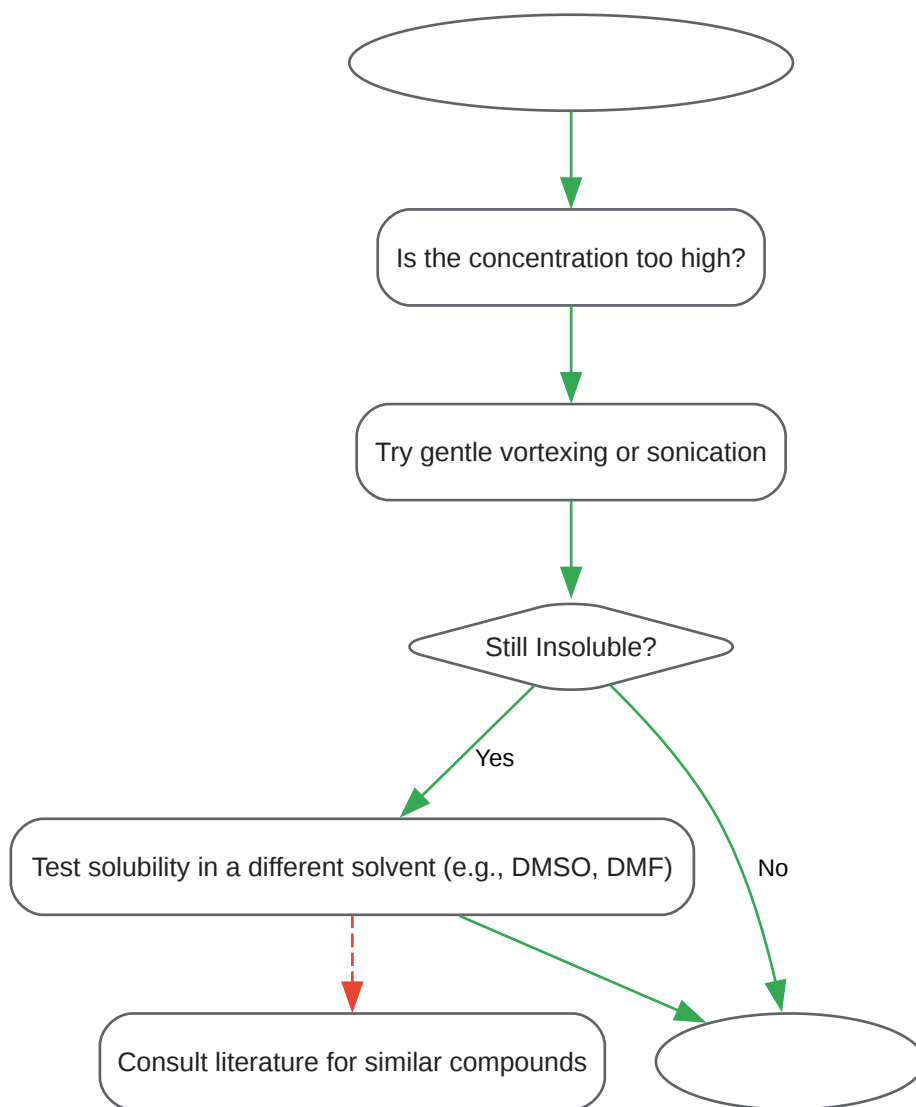 Is the concentration too high?
Try gentle vortexing or sonication
Still Insoluble?
Yes
Test solubility in a different solvent (e.g., DMSO, DMF)
No
Consult literature for similar compounds